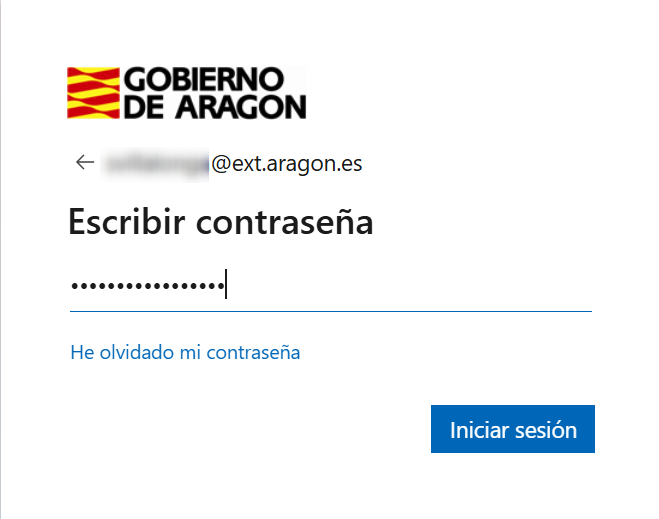 GOBIERNO
DE ARAGON
@ext.aragon.es
Escribir contraseña
•••••••••••••••••
He olvidado mi contraseña
Iniciar sesión